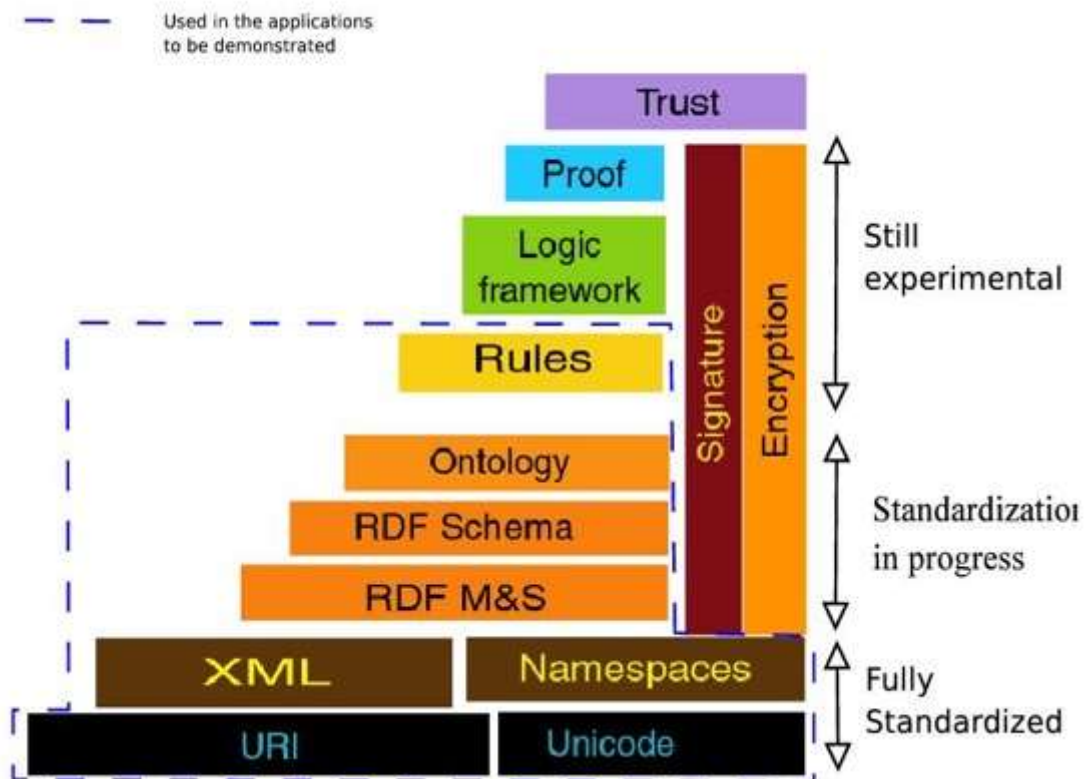 Used in the applications
to be demonstrated
Trust
Proof
Logic
framework
Rules
Ontology
RDF Schema
RDF M&S
XML
Namespaces
URI
Unicode
Signature
Encryption
Still
experimental
Standardization
in progress
Fully
Standardized